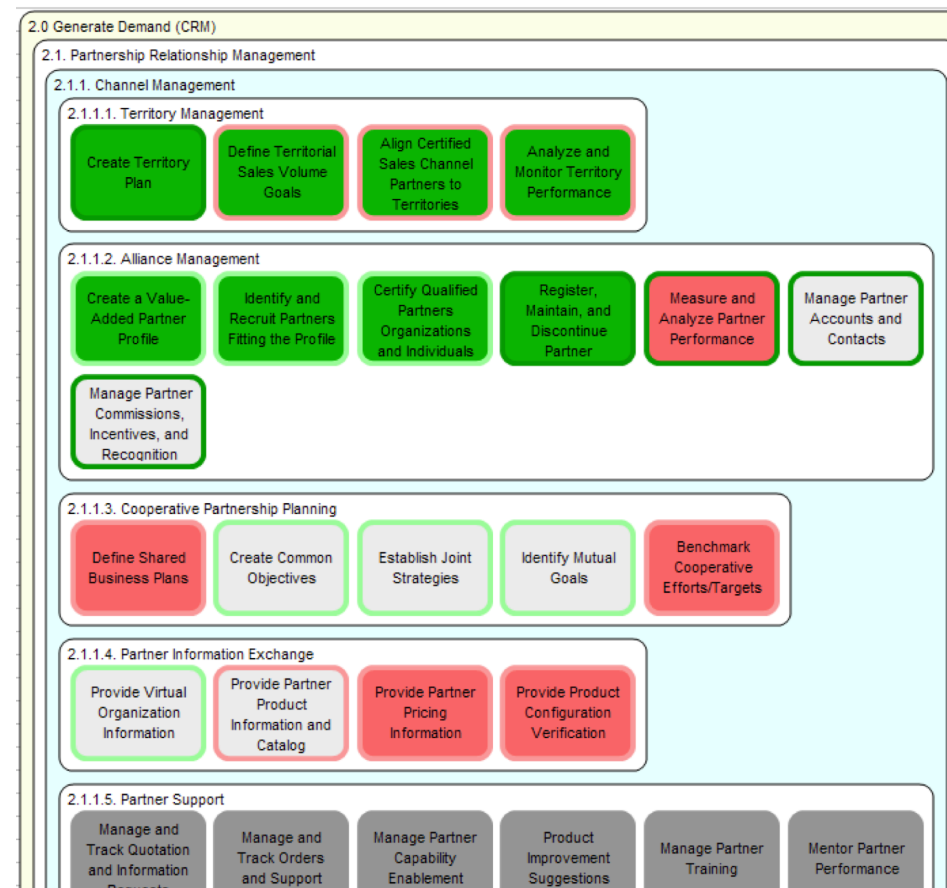 2.0 Generate Demand (CRM)
2.1. Partnership Relationship Management
2.1.1. Channel Management
2.1.1.1. Territory Management
Create Territory
Plan
Define Territorial
Sales Volume
Goals
Align Certified
Sales Channel
Partners to
Territories
Analyze and
Monitor Territory
Performance
2.1.1.2. Alliance Management
Create a Value-
Added Partner
Profile
Identify and
Recruit Partners
Fitting the Profile
Certify Qualified
Partners
Organizations
and Individuals
Register,
Maintain, and
Discontinue
Partner
Measure and
Analyze Partner
Performance
Manage Partner
Accounts and
Contacts
Manage Partner
Commissions,
Incentives, and
Recognition
2.1.1.3. Cooperative Partnership Planning
Define Shared
Business Plans
Create Common
Objectives
Establish Joint
Strategies
Identify Mutual
Goals
Benchmark
Cooperative
Efforts/Targets
2.1.1.4. Partner Information Exchange
Provide Virtual
Organization
Information
Provide Partner
Product
Information and
Catalog
Provide Partner
Pricing
Information
Provide Product
Configuration
Verification
2.1.1.5. Partner Support
Manage and
Track Quotation
and Information
Manage and
Track Orders
and Support
Manage Partner
Capability
Enablement
Product
Improvement
Suggestions
Manage Partner
Training
Mentor Partner
Performance